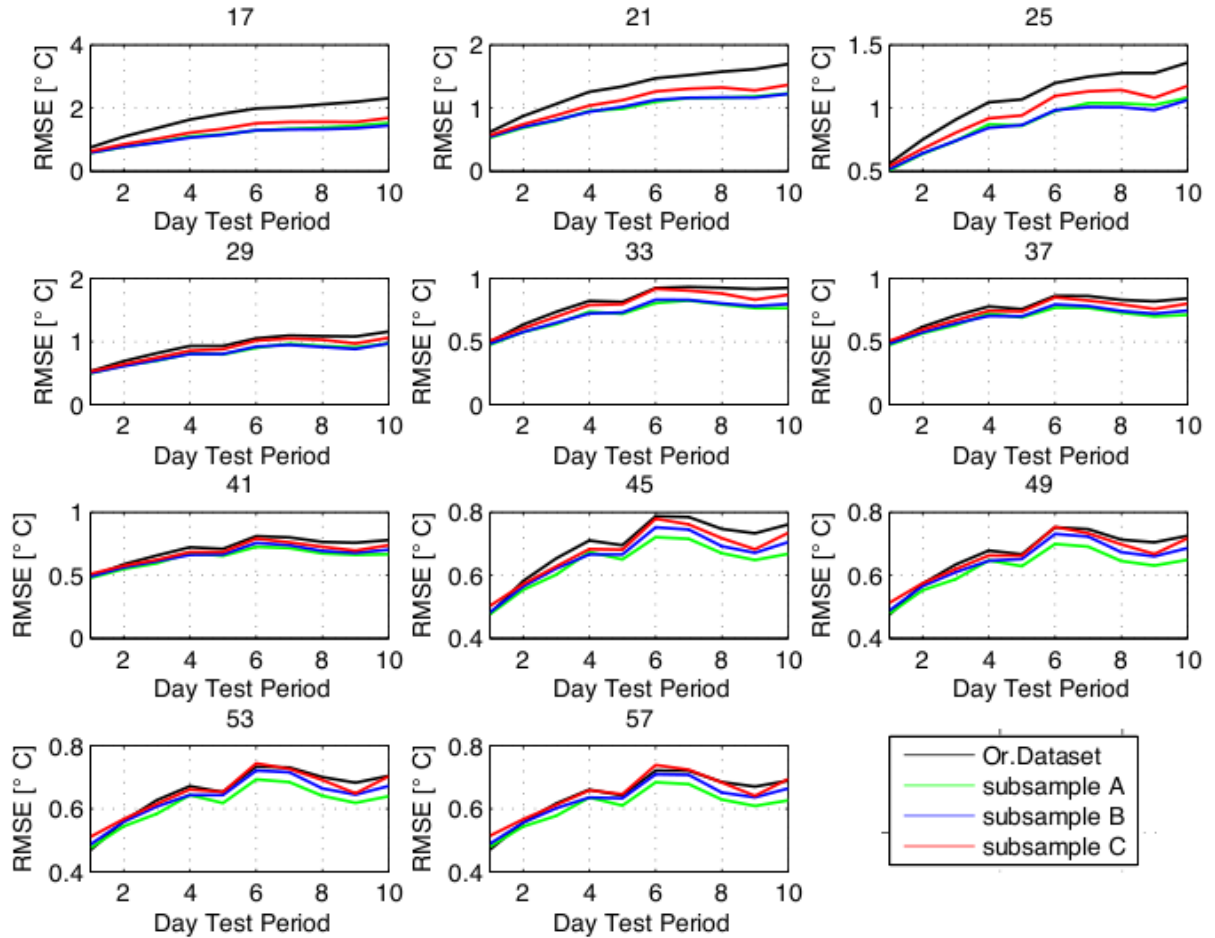 17
4
2
0
RMSE [° C]
2 4 6 8 10
Day Test Period
21
2
1
0
RMSE [° C]
2 4 6 8 10
Day Test Period
25
1.5
1
0.5
RMSE [° C]
2 4 6 8 10
Day Test Period
29
2
1
0
RMSE [° C]
2 4 6 8 10
Day Test Period
33
1
0.5
0
RMSE [° C]
2 4 6 8 10
Day Test Period
37
1
0.5
0
RMSE [° C]
2 4 6 8 10
Day Test Period
41
1
0.5
0
RMSE [° C]
2 4 6 8 10
Day Test Period
45
0.8
0.6
0.4
RMSE [° C]
2 4 6 8 10
Day Test Period
49
0.8
0.6
0.4
RMSE [° C]
2 4 6 8 10
Day Test Period
53
0.8
0.6
0.4
RMSE [° C]
2 4 6 8 10
Day Test Period
57
0.8
0.6
0.4
RMSE [° C]
2 4 6 8 10
Day Test Period
Or.Dataset
subsample A
subsample B
subsample C